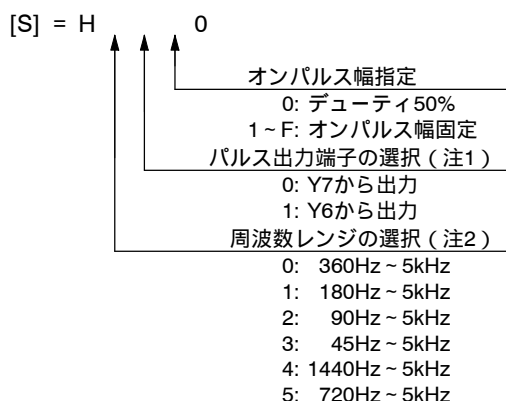 [S] = H 0
オンパルス幅指定
0: デューティ50%
1~F: オンパルス幅固定
パルス出力端子の選択(注1)
0: Y7から出力
1: Y6から出力
周波数レンジの選択(注2)
0: 360Hz~5kHz
1: 180Hz~5kHz
2: 90Hz~5kHz
3: 45Hz~5kHz
4: 1440Hz~5kHz
5: 720Hz~5kHz